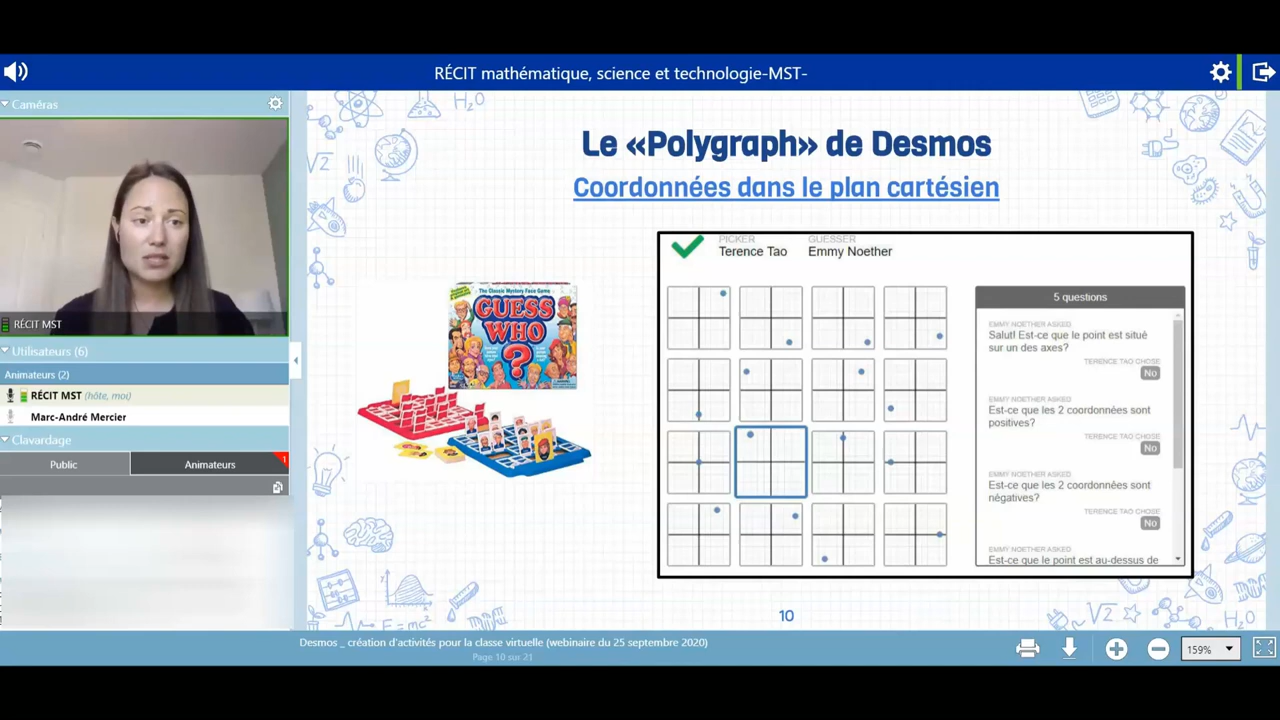 RÉCIT mathématique, science et technologie-MST-
Caméras
RÉCIT MST
Utilisateurs (6)
Animateurs (2)
RÉCIT MST (hôte, moi)
Marc-André Mercier
Clavardage
Public
Animateurs
1
Le «Polygraph» de Desmos
Coordonnées dans le plan cartésien
The Classic Mystery Face Game
GUESS
WHO
?
PICKER
GUESSER
Terence Tao
Emmy Noether
5 questions
EMMY NOETHER ASKED
Salut! Est-ce que le point est situé
sur un des axes?
TERENCE TAO CHOSE
No
EMMY NOETHER ASKED
Est-ce que les 2 coordonnées sont
positives?
TERENCE TAO CHOSE
No
EMMY NOETHER ASKED
Est-ce que les 2 coordonnées sont
négatives?
TERENCE TAO CHOSE
No
EMMY NOETHER ASKED
Est-ce que le point est au-dessus de
10
H₂O
√2
E=mc²
y
x
√2
H₂O
Desmos _ création d'activités pour la classe virtuelle (webinaire du 25 septembre 2020)
Page 10 sur 21
159%